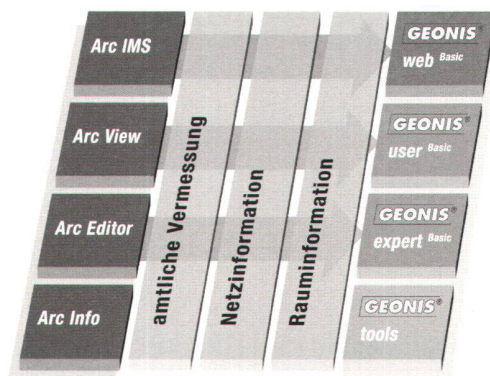 Arc IMS
GEONIS®
web Basic
Arc View
GEONIS®
user Basic
Arc Editor
GEONIS®
expert Basic
Arc Info
GEONIS®
tools
amtliche Vermessung
Netzinformation
Rauminformation